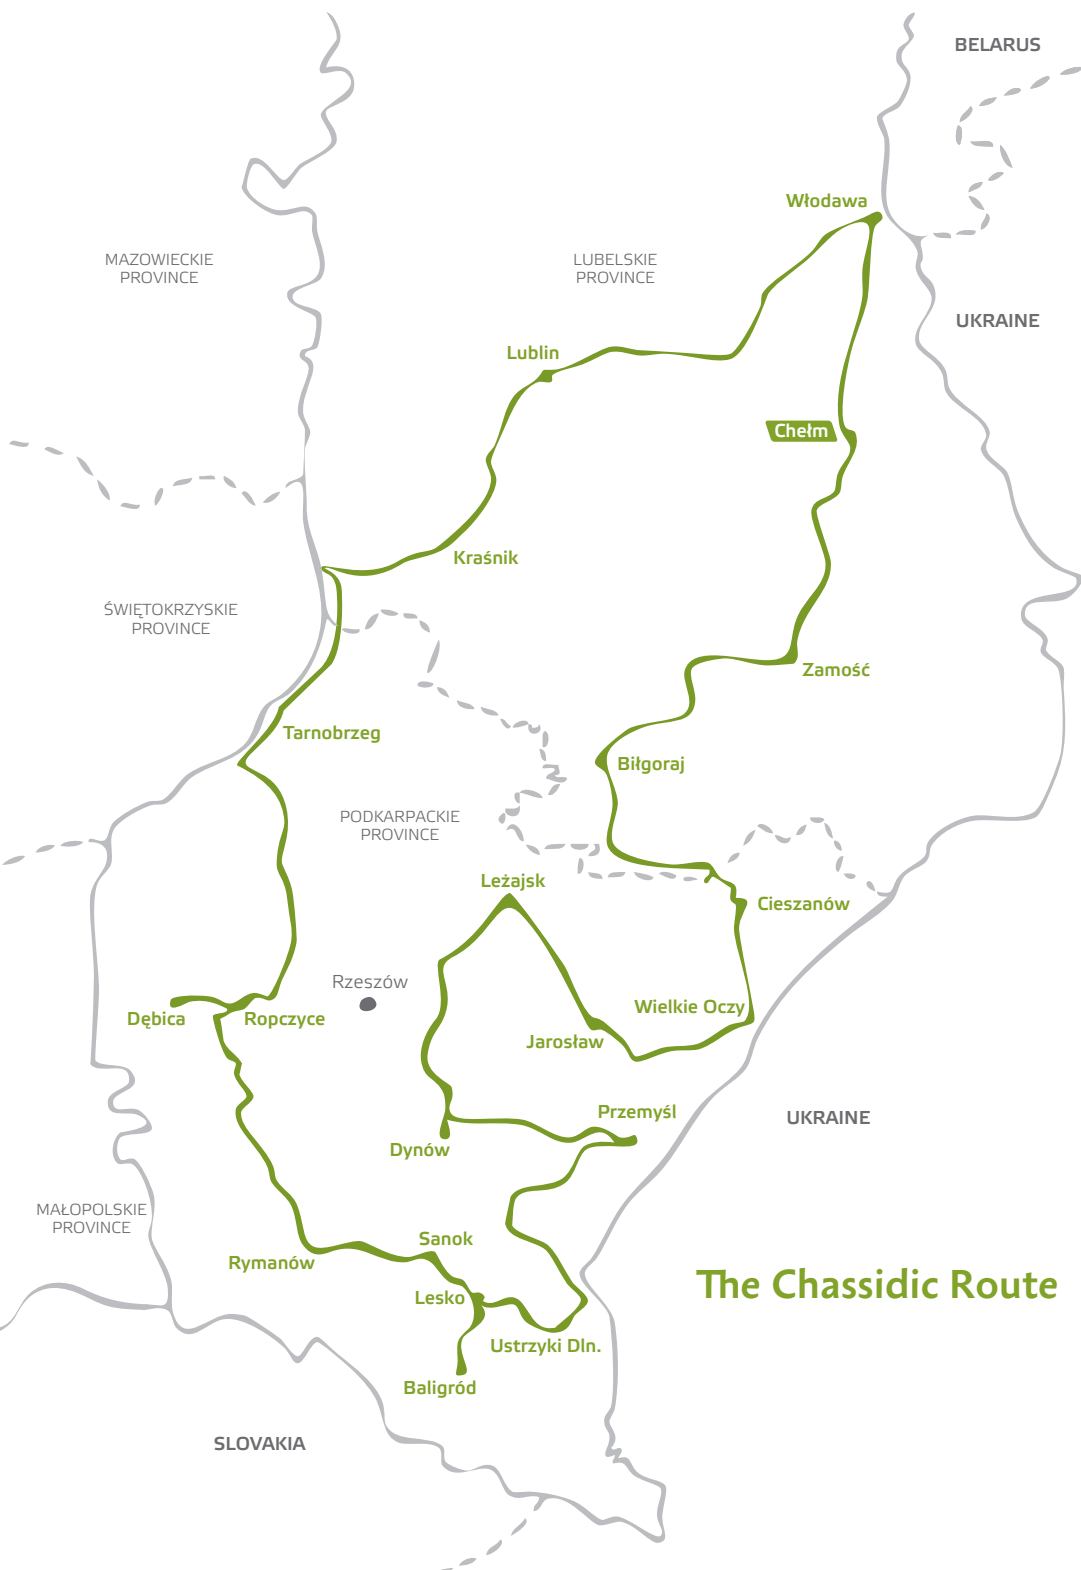 BELARUS
Włodawa
MAZOWIECKIE
PROVINCE
LUBELSKIE
PROVINCE
UKRAINE
Lublin
Chełm
Kraśnik
ŚWIĘTOKRZYSKIE
PROVINCE
Zamość
Tarnobrzeg
Biłgoraj
PODKARPACKIE
PROVINCE
Leżajsk
Cieszanów
Rzeszów
Wielkie Oczy
Dębica
Ropczyce
Jarosław
Przemyśl
UKRAINE
Dynów
MAŁOPOLSKIE
PROVINCE
Sanok
Rymanów
The Chassidic Route
Lesko
Ustrzyki Dln.
Baligród
SLOVAKIA